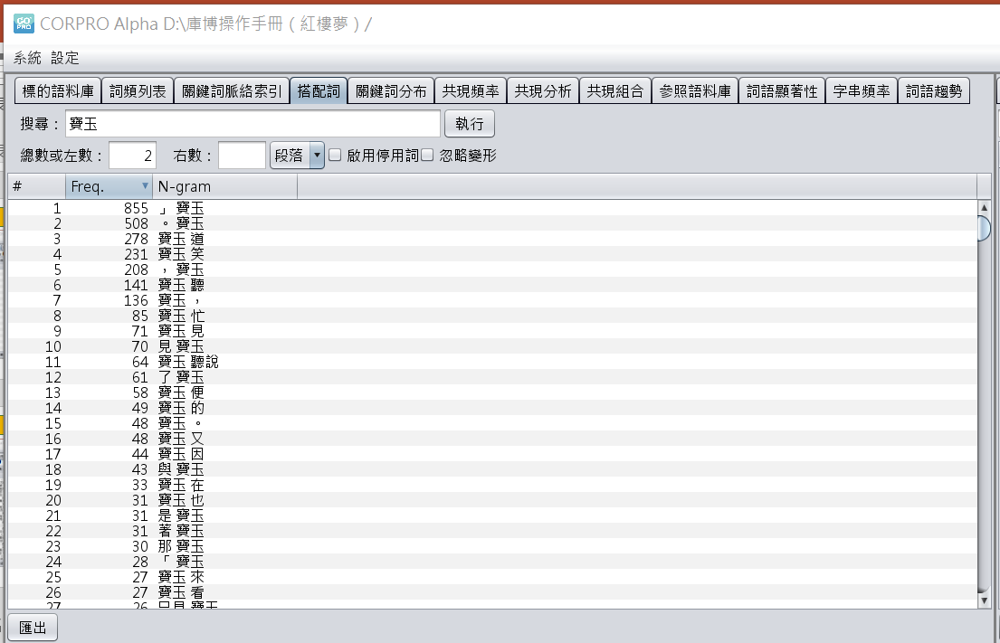 GO PRO CORPRO Alpha D:\庫博操作手冊（紅樓夢）/
系統 設定
標的語料庫 詞頻列表 關鍵詞脈絡索引 搭配詞 關鍵詞分布 共現頻率 共現分析 共現組合 參照語料庫 詞語顯著性 字串頻率 詞語趨勢
搜尋： 寶玉 執行
總數或左數： 2 右數： 段落 啟用停用詞 忽略變形
# Freq. N-gram
1 855 」 寶玉
2 508 。 寶玉
3 278 寶玉 道
4 231 寶玉 笑
5 208 ， 寶玉
6 141 寶玉 聽
7 136 寶玉 ，
8 85 寶玉 忙
9 71 寶玉 見
10 70 見 寶玉
11 64 寶玉 聽說
12 61 了 寶玉
13 58 寶玉 便
14 49 寶玉 的
15 48 寶玉 。
16 48 寶玉 又
17 44 寶玉 因
18 43 與 寶玉
19 33 寶玉 在
20 31 寶玉 也
21 31 是 寶玉
22 31 著 寶玉
23 30 那 寶玉
24 28 「 寶玉
25 27 寶玉 來
26 27 寶玉 看
27 26 只見 寶玉
匯出